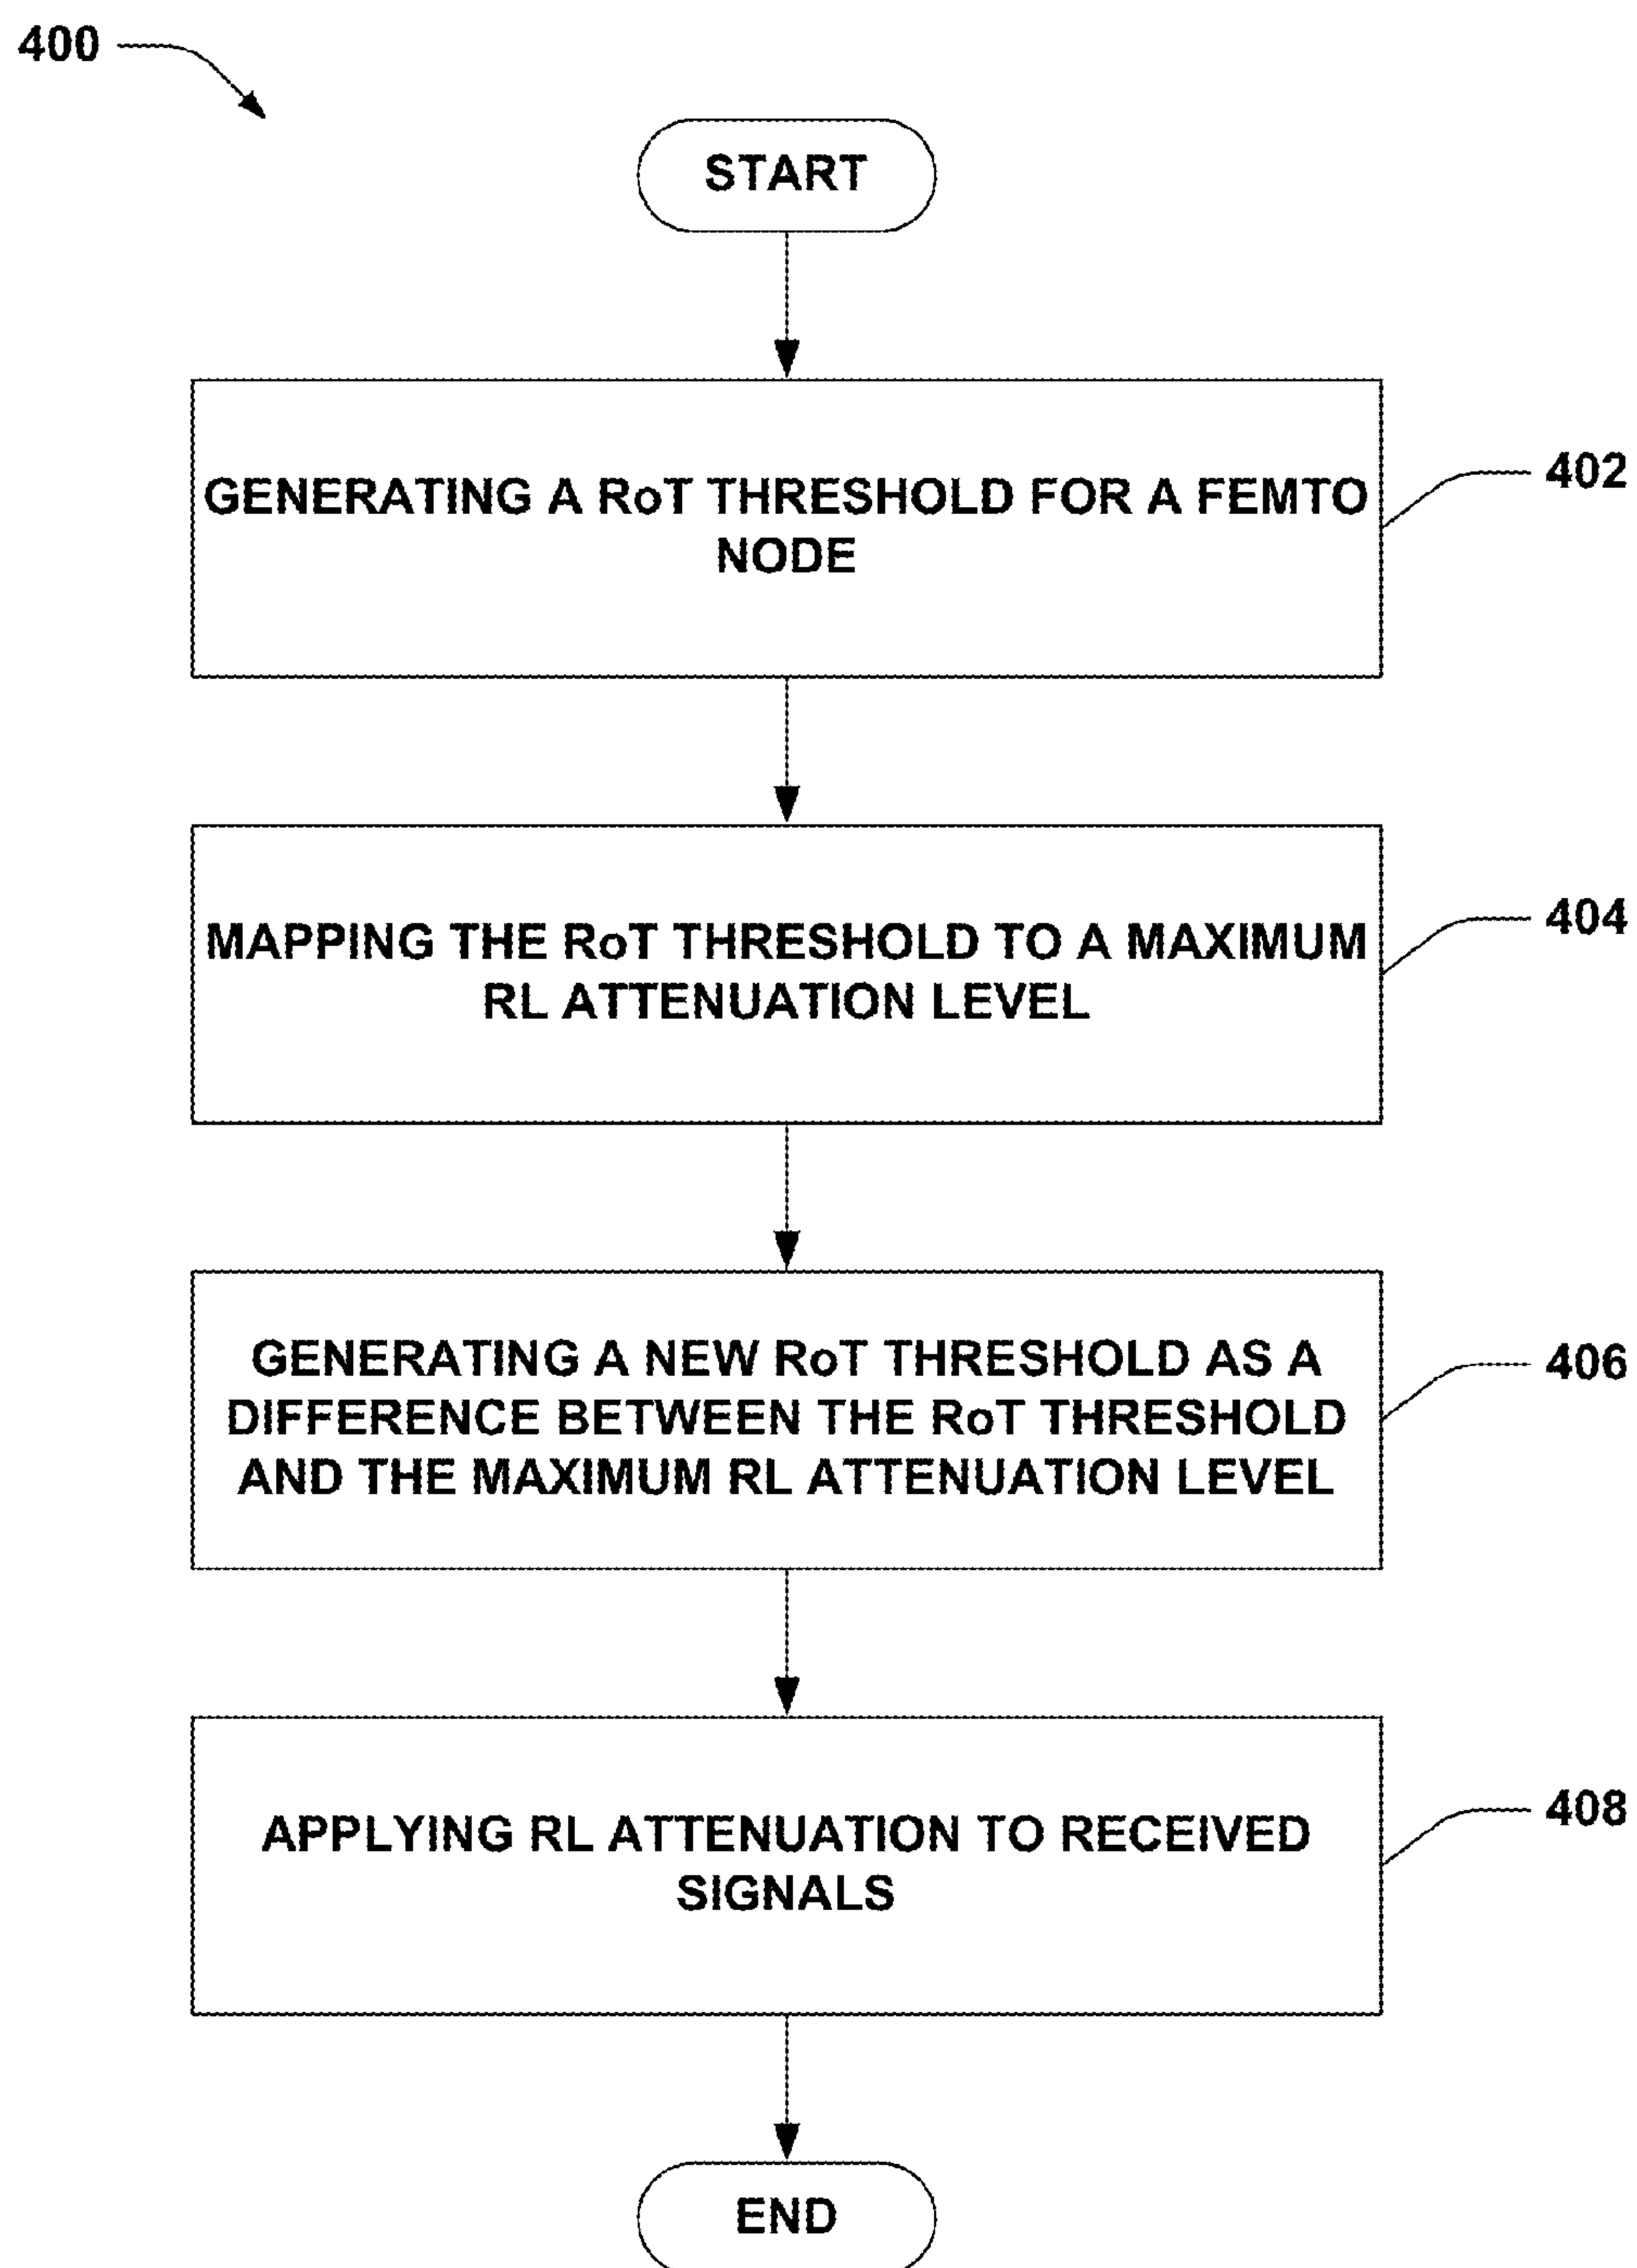 400
START
GENERATING A RoT THRESHOLD FOR A FEMTO
NODE
402
MAPPING THE RoT THRESHOLD TO A MAXIMUM
RL ATTENUATION LEVEL
404
GENERATING A NEW RoT THRESHOLD AS A
DIFFERENCE BETWEEN THE RoT THRESHOLD
AND THE MAXIMUM RL ATTENUATION LEVEL
406
APPLYING RL ATTENUATION TO RECEIVED
SIGNALS
408
END